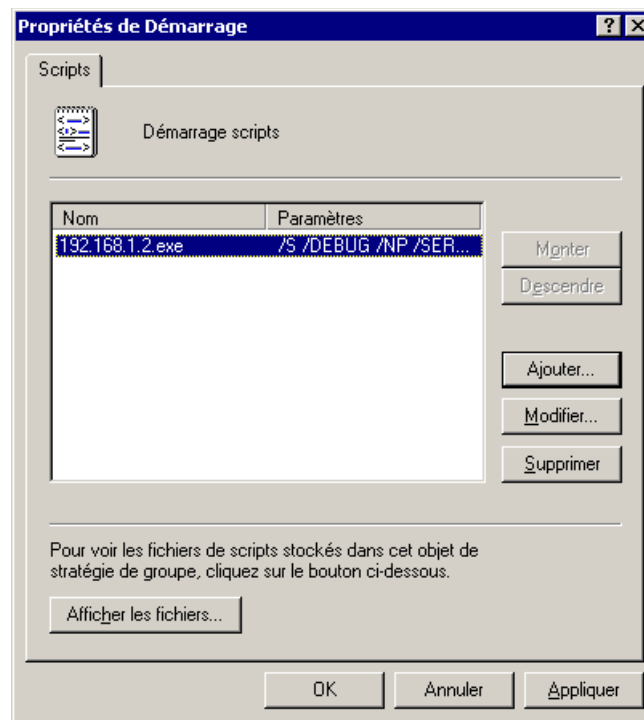 Propriétés de Démarrage
Scripts
Démarrage scripts
Nom Paramètres
192.168.1.2.exe /S /DEBUG /NP /SER...
Monter
Descendre
Ajouter...
Modifier...
Supprimer
Pour voir les fichiers de scripts stockés dans cet objet de
stratégie de groupe, cliquez sur le bouton ci-dessous.
Afficher les fichiers...
OK Annuler Appliquer